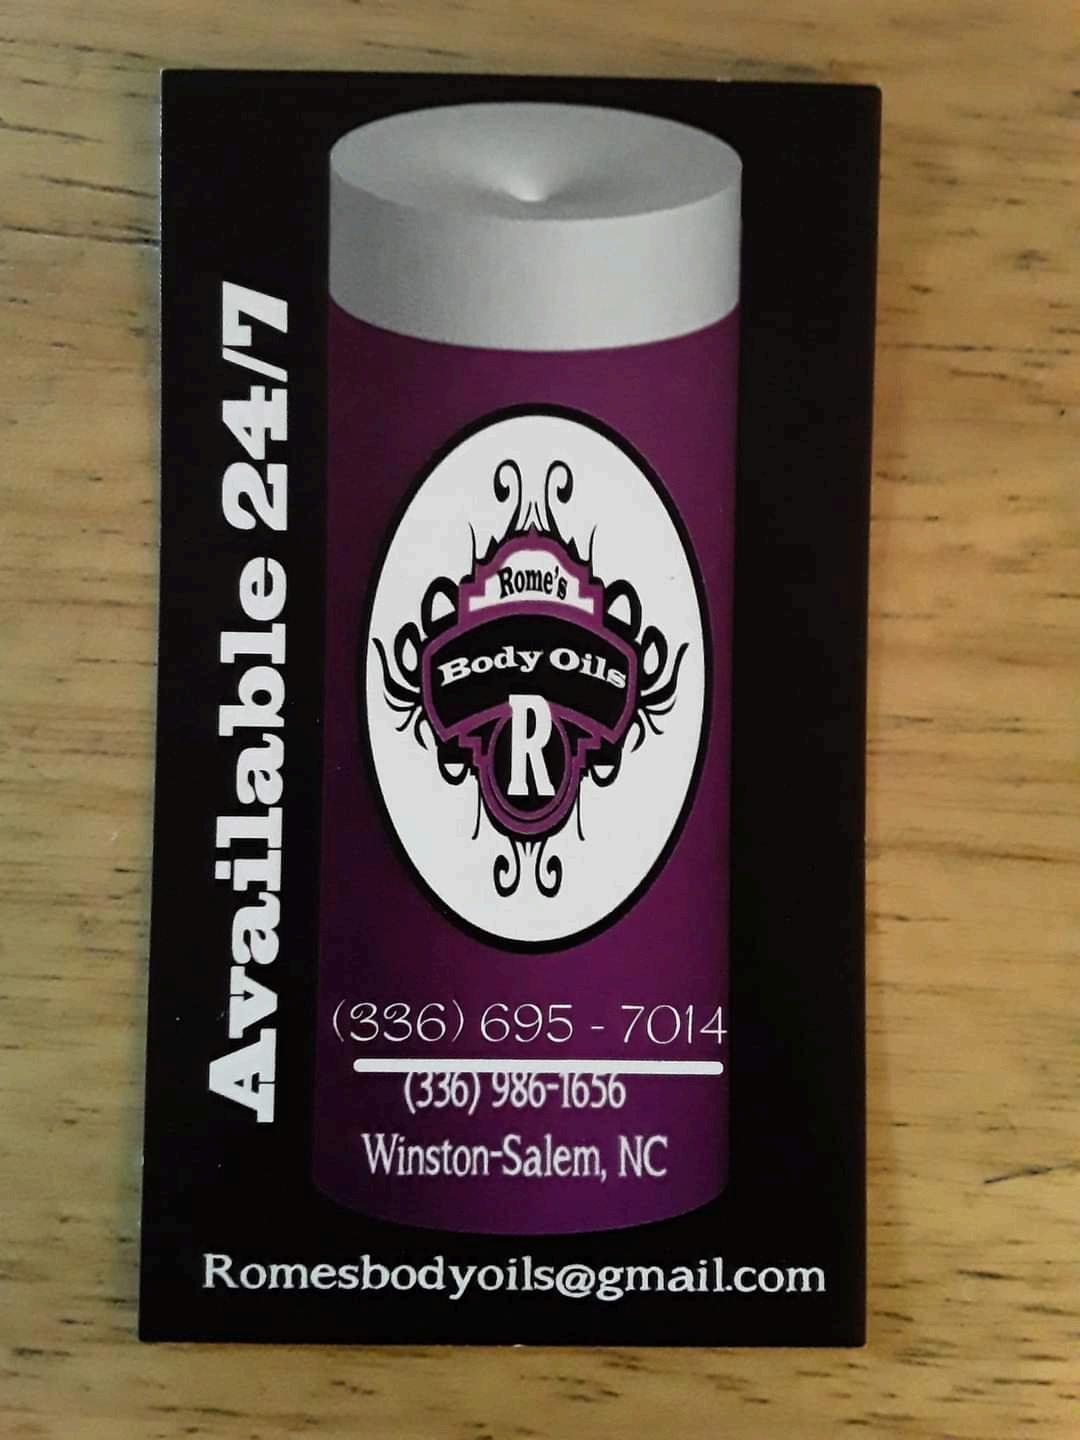 Available 24/7
Rome's
Body Oils
R
(336) 695 - 7014
(336) 986-1656
Winston-Salem, NC
Romesbodyoils@gmail.com